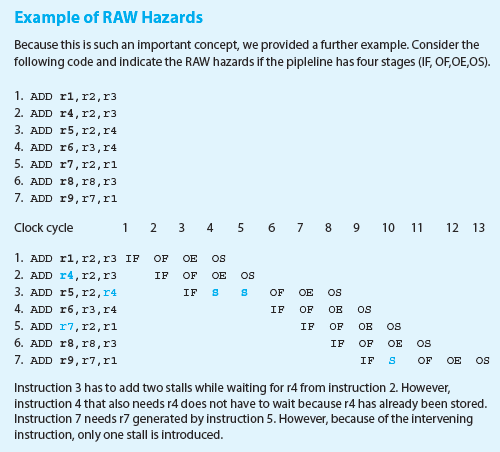 Example of RAW Hazards
Because this is such an important concept, we provided a further example. Consider the
following code and indicate the RAW hazards if the pipleline has four stages (IF, OF,OE,OS).
1. ADD r1,r2,r3
2. ADD r4,r2,r3
3. ADD r5,r2,r4
4. ADD r6,r3,r4
5. ADD r7,r2,r1
6. ADD r8,r8,r3
7. ADD r9,r7,r1
Clock cycle 1 2 3 4 5 6 7 8 9 10 11 12 13
1. ADD r1,r2,r3 IF OF OE OS
2. ADD r4,r2,r3 IF OF OE OS
3. ADD r5,r2,r4 IF S S OF OE OS
4. ADD r6,r3,r4 IF OF OE OS
5. ADD r7,r2,r1 IF OF OE OS
6. ADD r8,r8,r3 IF OF OE OS
7. ADD r9,r7,r1 IF S OF OE OS
Instruction 3 has to add two stalls while waiting for r4 from instruction 2. However,
instruction 4 that also needs r4 does not have to wait because r4 has already been stored.
Instruction 7 needs r7 generated by instruction 5. However, because of the intervening
instruction, only one stall is introduced.